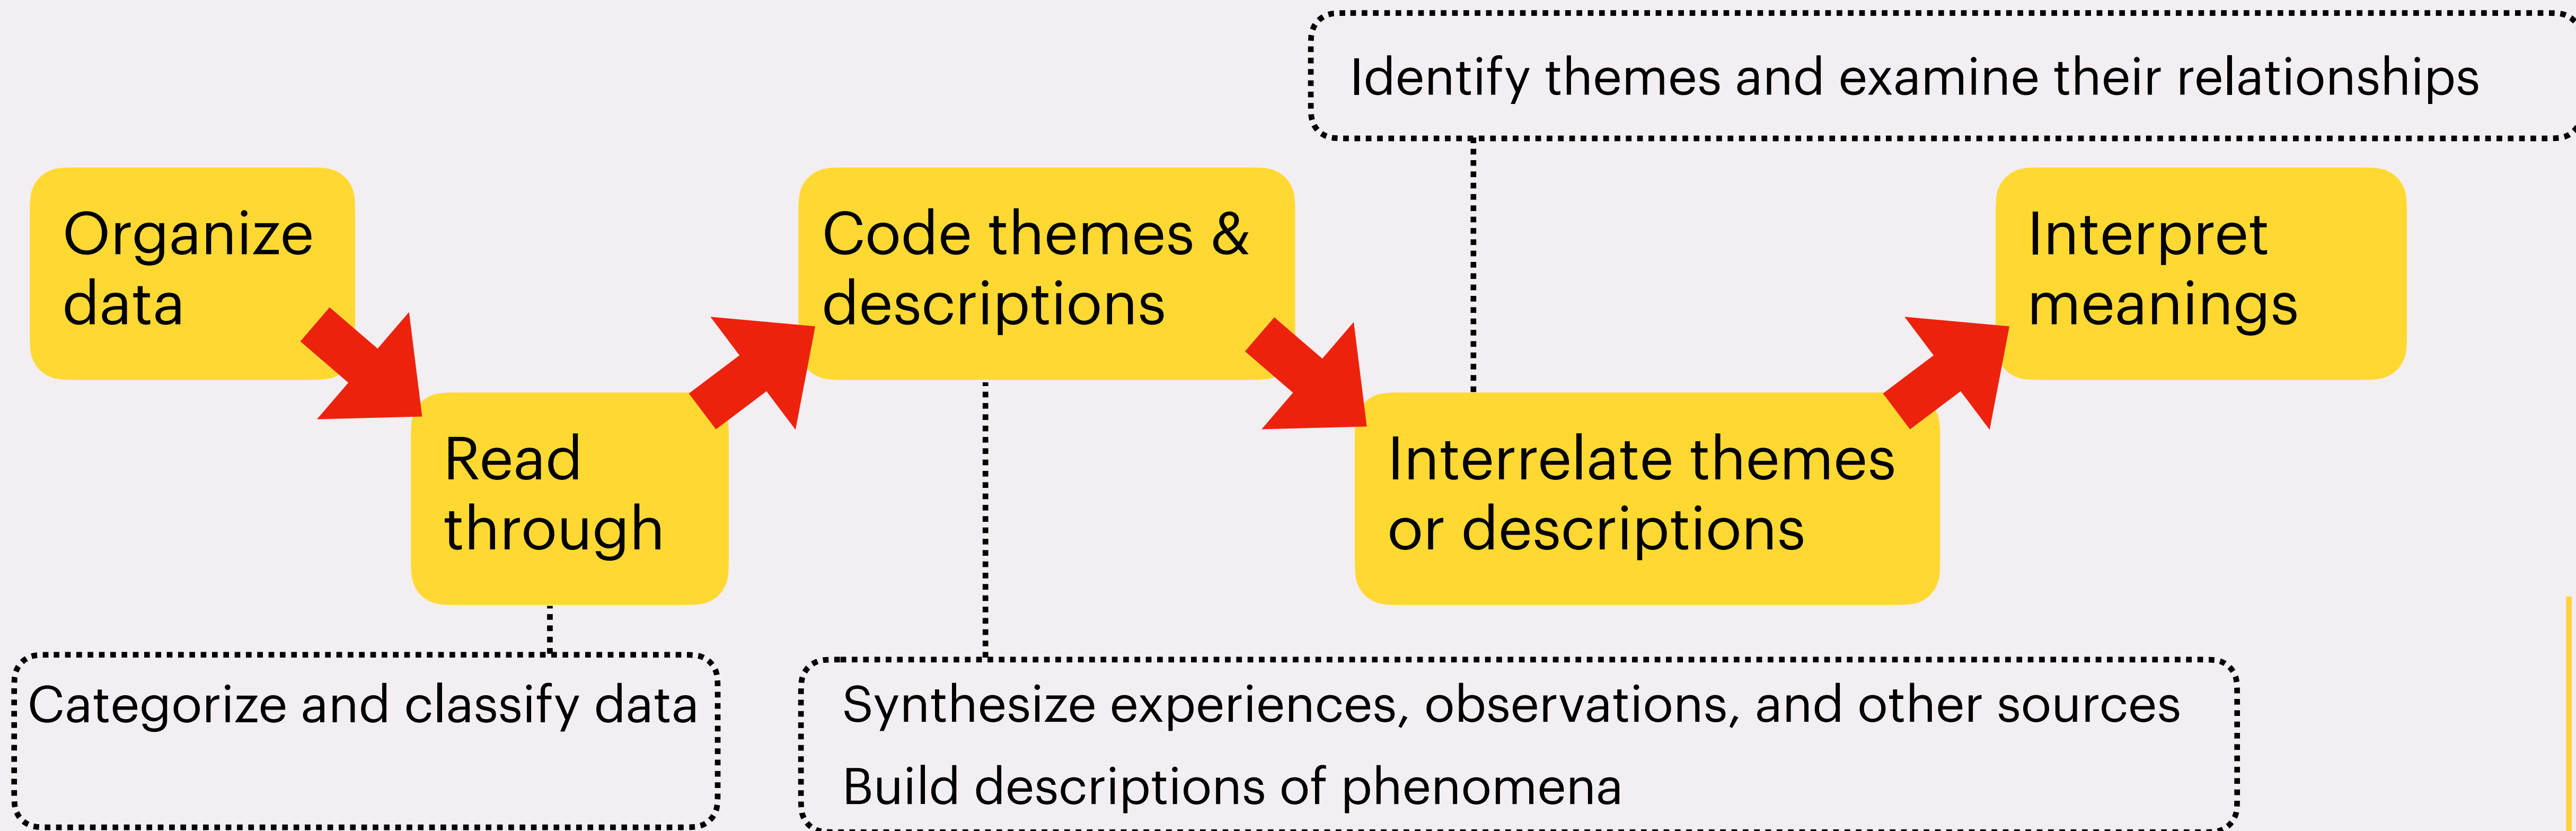 Identify themes and examine their relationships
Organize
data
Read
through
Code themes &
descriptions
Interrelate themes
or descriptions
Interpret
meanings
Categorize and classify data
Synthesize experiences, observations, and other sources
Build descriptions of phenomena